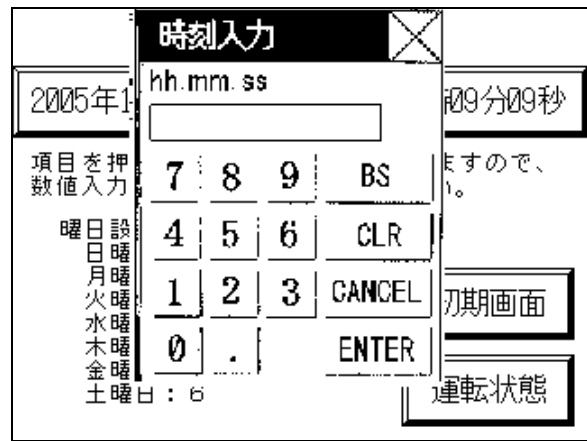 時刻入力
hh.mm.ss
2005年1
09分09秒
項目を押
ますので、
数値入力
7 8 9 BS
4 5 6 CLR
1 2 3 CANCEL
0 . ENTER
曜日設
日曜
月曜
火曜
水曜
木曜
金曜
土曜日:6
初期画面
運転状態